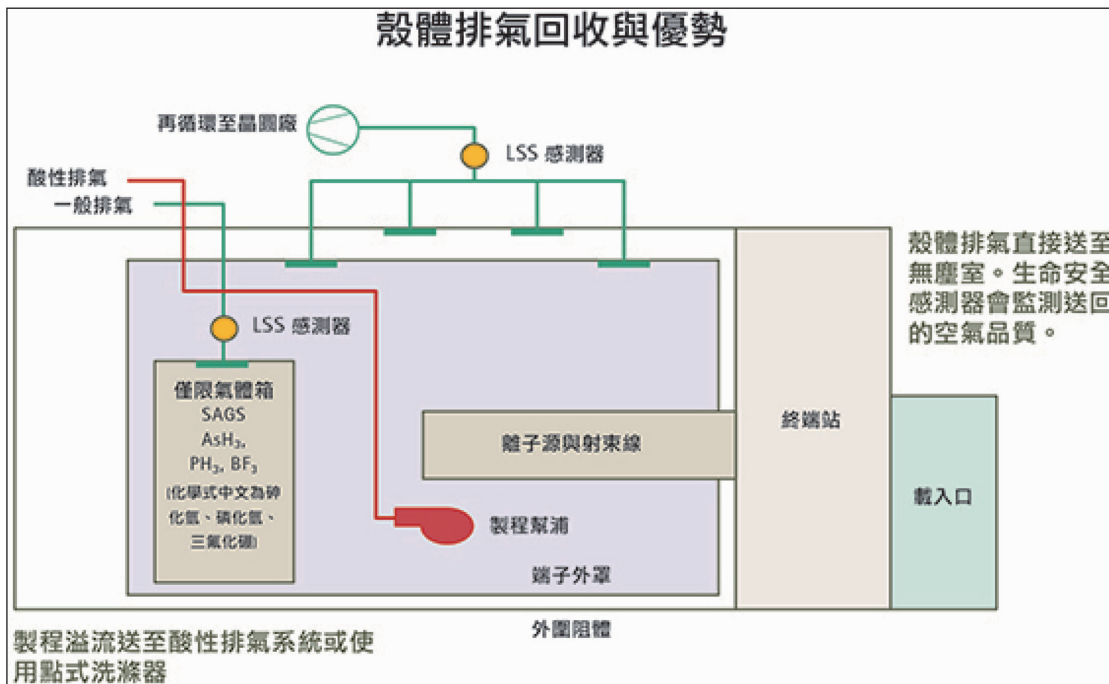 殼體排氣回收與優勢
再循環至晶圓廠
LSS 感測器
酸性排氣
一般排氣
殼體排氣直接送至
無塵室。生命安全
感測器會監測送回
的空氣品質。
LSS 感測器
僅限氣體箱
SAGS
AsH₃,
PH₃, BF₃
(化學式中文為砷
化氫、磷化氫、
三氟化硼)
離子源與射束線
終端站
載入口
製程幫浦
端子外罩
外圍阻體
製程溢流送至酸性排氣系統或使
用點式洗滌器